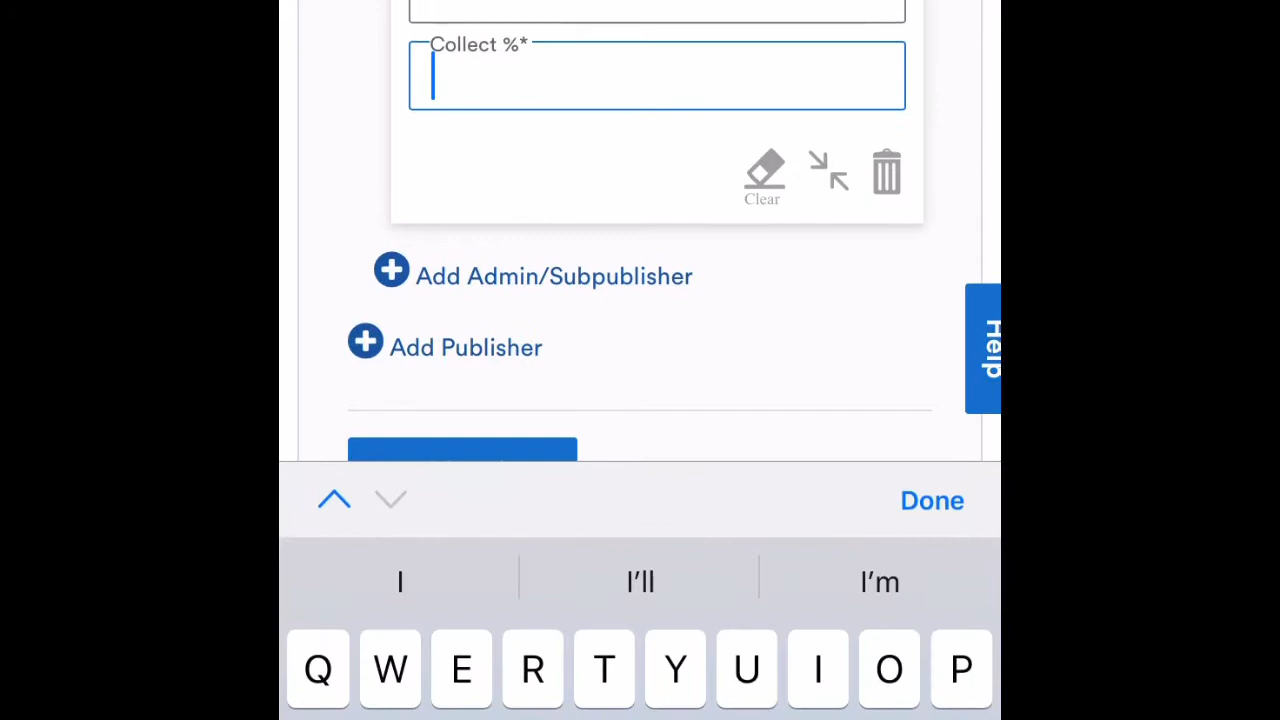 Collect %*
Clear
Add Admin/Subpublisher
Add Publisher
Help
Done
I I’ll I’m
Q W E R T Y U I O P